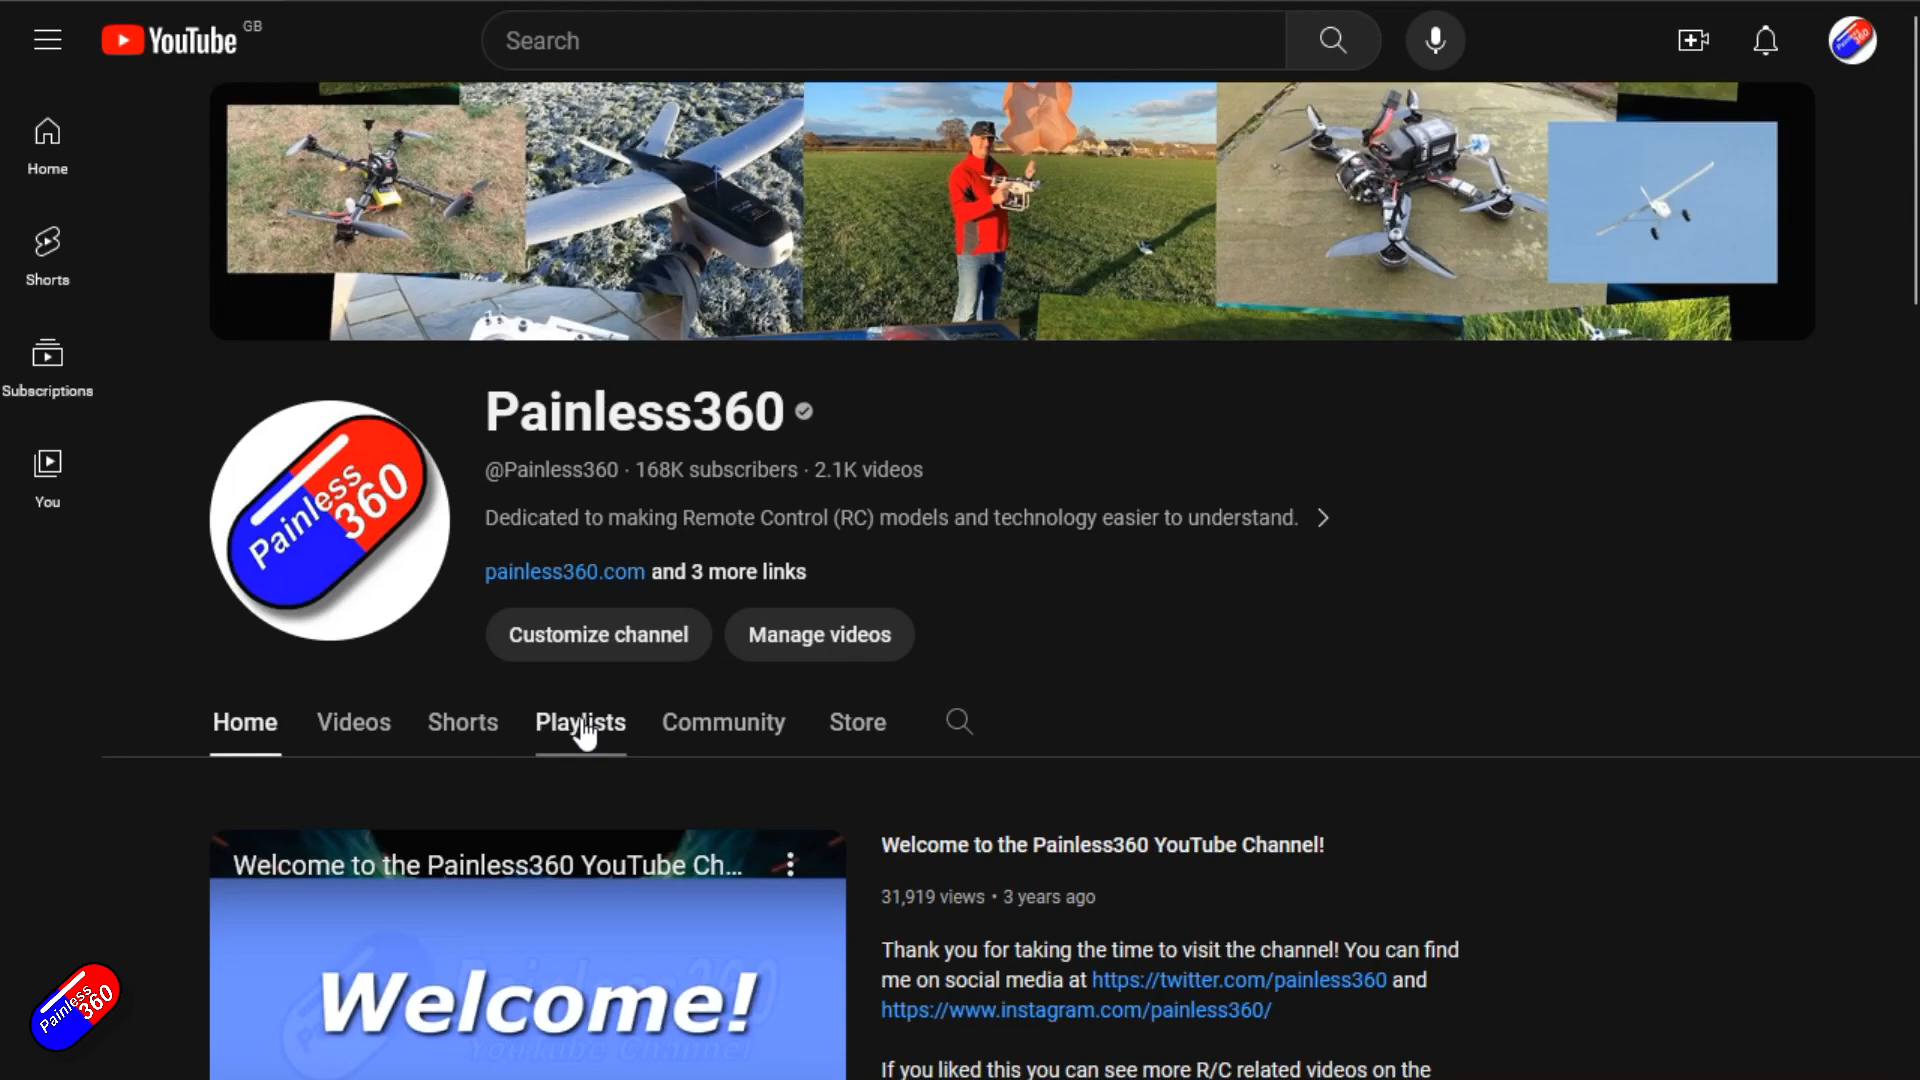 YouTube GB
Search
Home
Shorts
Subscriptions
You
Painless360
@Painless360 · 168K subscribers · 2.1K videos
Dedicated to making Remote Control (RC) models and technology easier to understand.
painless360.com and 3 more links
Customize channel
Manage videos
Painless
360
Home
Videos
Shorts
Playlists
Community
Store
Welcome to the Painless360 YouTube Ch...
Welcome!
YouTube Channel
Welcome to the Painless360 YouTube Channel!
31,919 views • 3 years ago
Thank you for taking the time to visit the channel! You can find
me on social media at https://twitter.com/painless360 and
https://www.instagram.com/painless360/
If you liked this you can see more R/C related videos on the
Painless
360